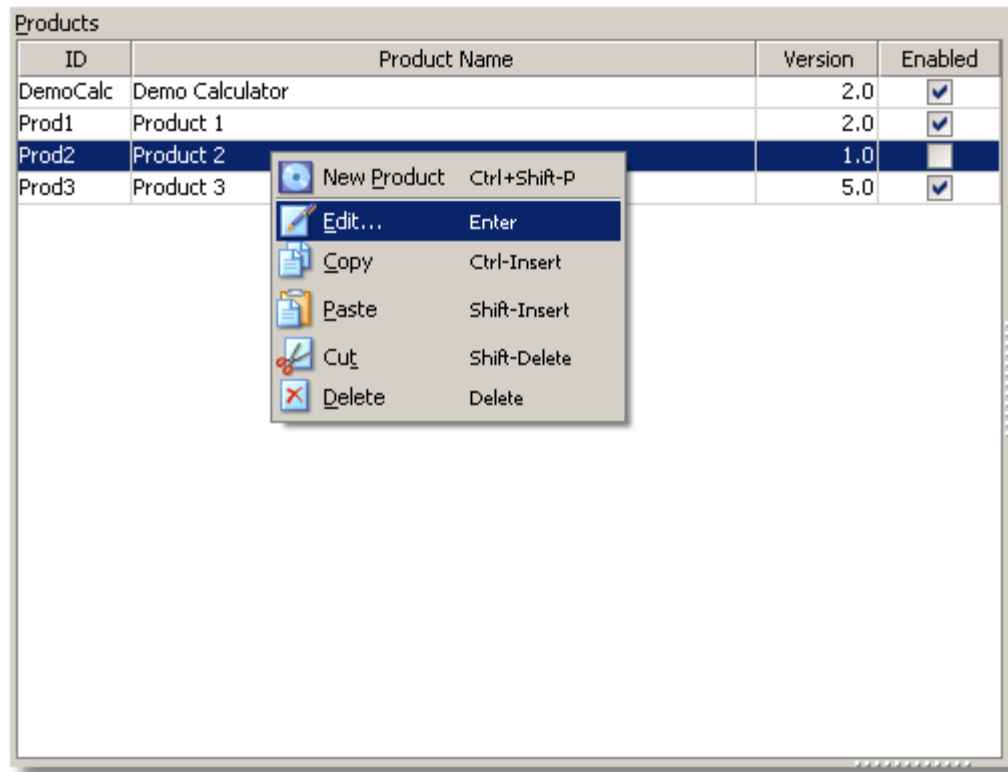 Products
ID Product Name Version Enabled
DemoCalc Demo Calculator 2.0
Prod1 Product 1 2.0
Prod2 Product 2 1.0
Prod3 Product 3 5.0
New Product Ctrl+Shift-P
Edit... Enter
Copy Ctrl-Insert
Paste Shift-Insert
Cut Shift-Delete
Delete Delete